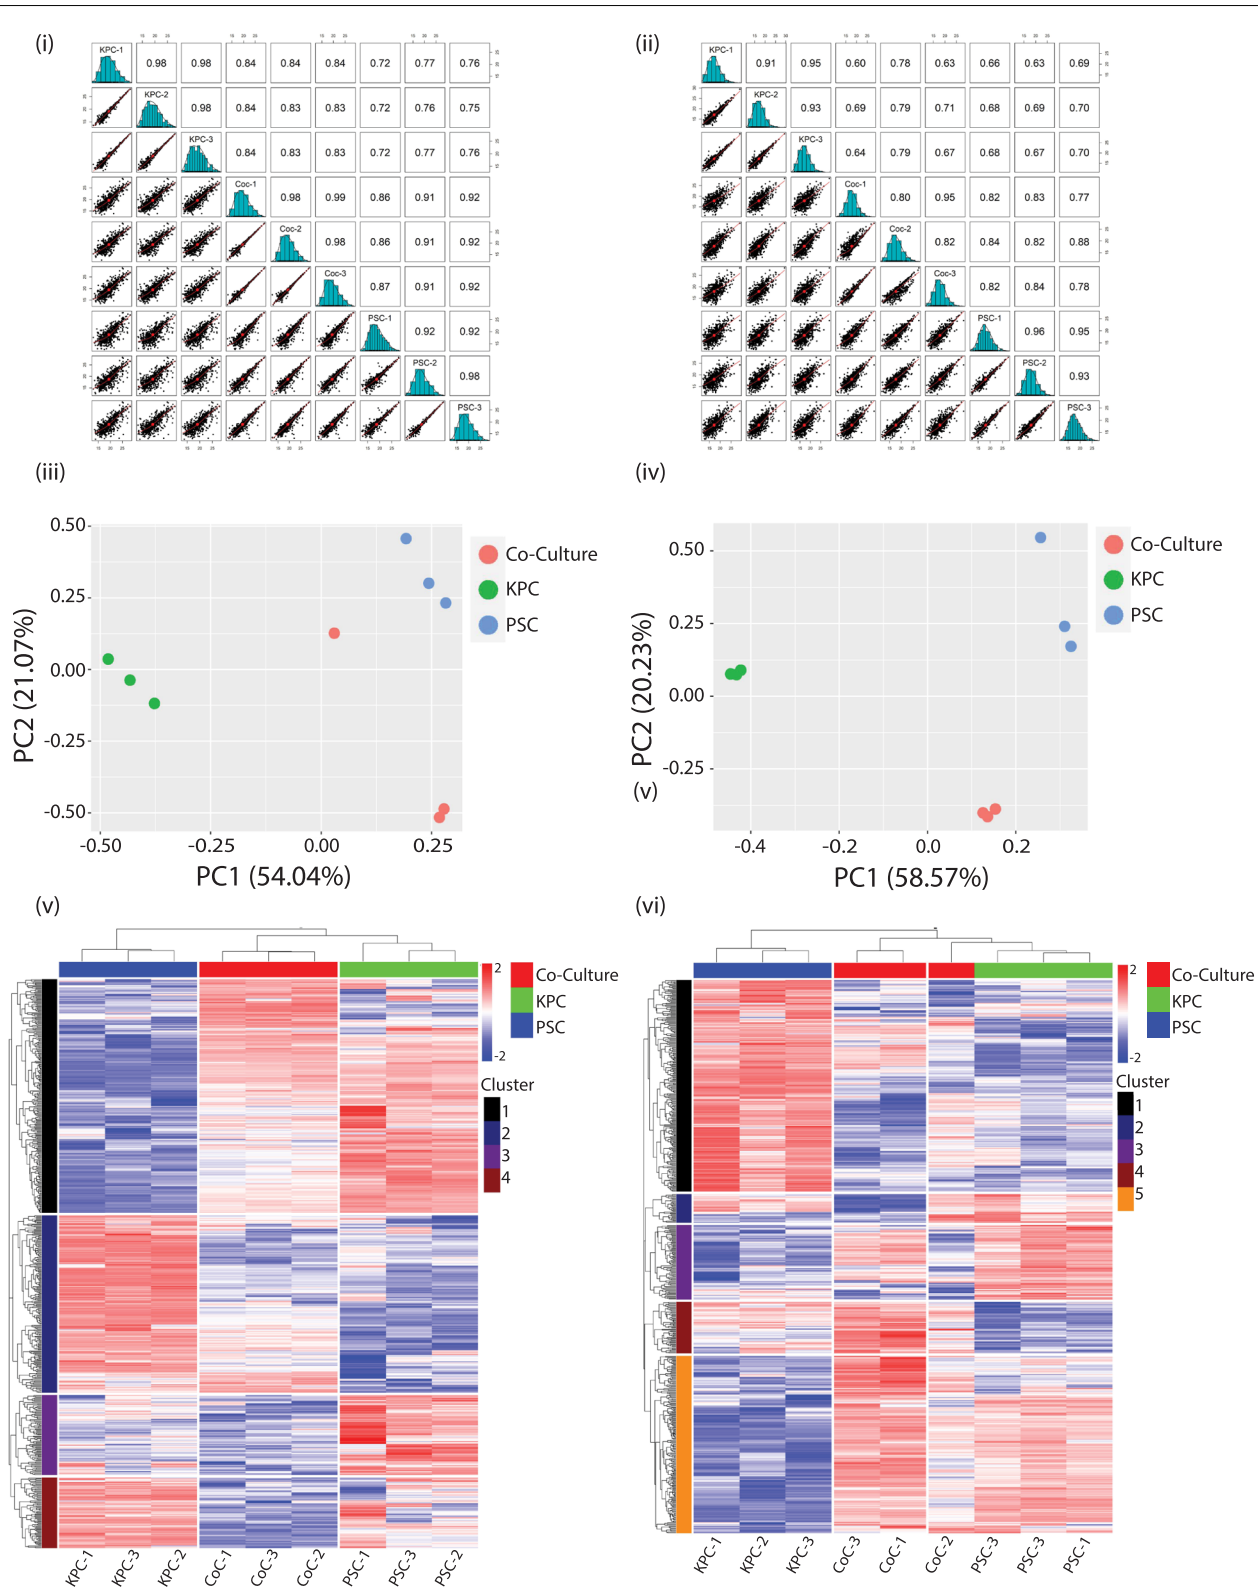 (i)
KPC-1 0.98 0.98 0.84 0.84 0.84 0.72 0.77 0.76
KPC-2 0.98 0.84 0.83 0.83 0.72 0.76 0.75
KPC-3 0.84 0.83 0.83 0.72 0.77 0.76
Coc-1 0.98 0.99 0.86 0.91 0.92
Coc-2 0.98 0.86 0.91 0.92
Coc-3 0.87 0.91 0.92
PSC-1 0.92 0.92
PSC-2 0.98
PSC-3
(ii)
KPC-1 0.91 0.95 0.60 0.78 0.63 0.66 0.63 0.69
KPC-2 0.93 0.69 0.79 0.71 0.68 0.69 0.70
KPC-3 0.64 0.79 0.67 0.68 0.67 0.70
Coc-1 0.80 0.95 0.82 0.83 0.77
Coc-2 0.82 0.84 0.82 0.88
Coc-3 0.82 0.84 0.78
PSC-1 0.96 0.95
PSC-2 0.93
PSC-3
(iii)
PC2 (21.07%)
0.50
0.25
0.00
-0.25
-0.50
-0.50 -0.25 0.00 0.25
PC1 (54.04%)
Co-Culture
KPC
PSC
(iv)
PC2 (20.23%)
0.50
0.25
0.00
-0.25
(v)
-0.4 -0.2 0.0 0.2
PC1 (58.57%)
Co-Culture
KPC
PSC
(v)
2
-2
Co-Culture
KPC
PSC
Cluster
1
2
3
4
KPC-1 KPC-3 KPC-2 CoC-1 CoC-3 CoC-2 PSC-1 PSC-3 PSC-2
(vi)
2
-2
Co-Culture
KPC
PSC
Cluster
1
2
3
4
5
KPC-1 KPC-2 KPC-3 CoC-3 CoC-1 CoC-2 PSC-3 PSC-3 PSC-1